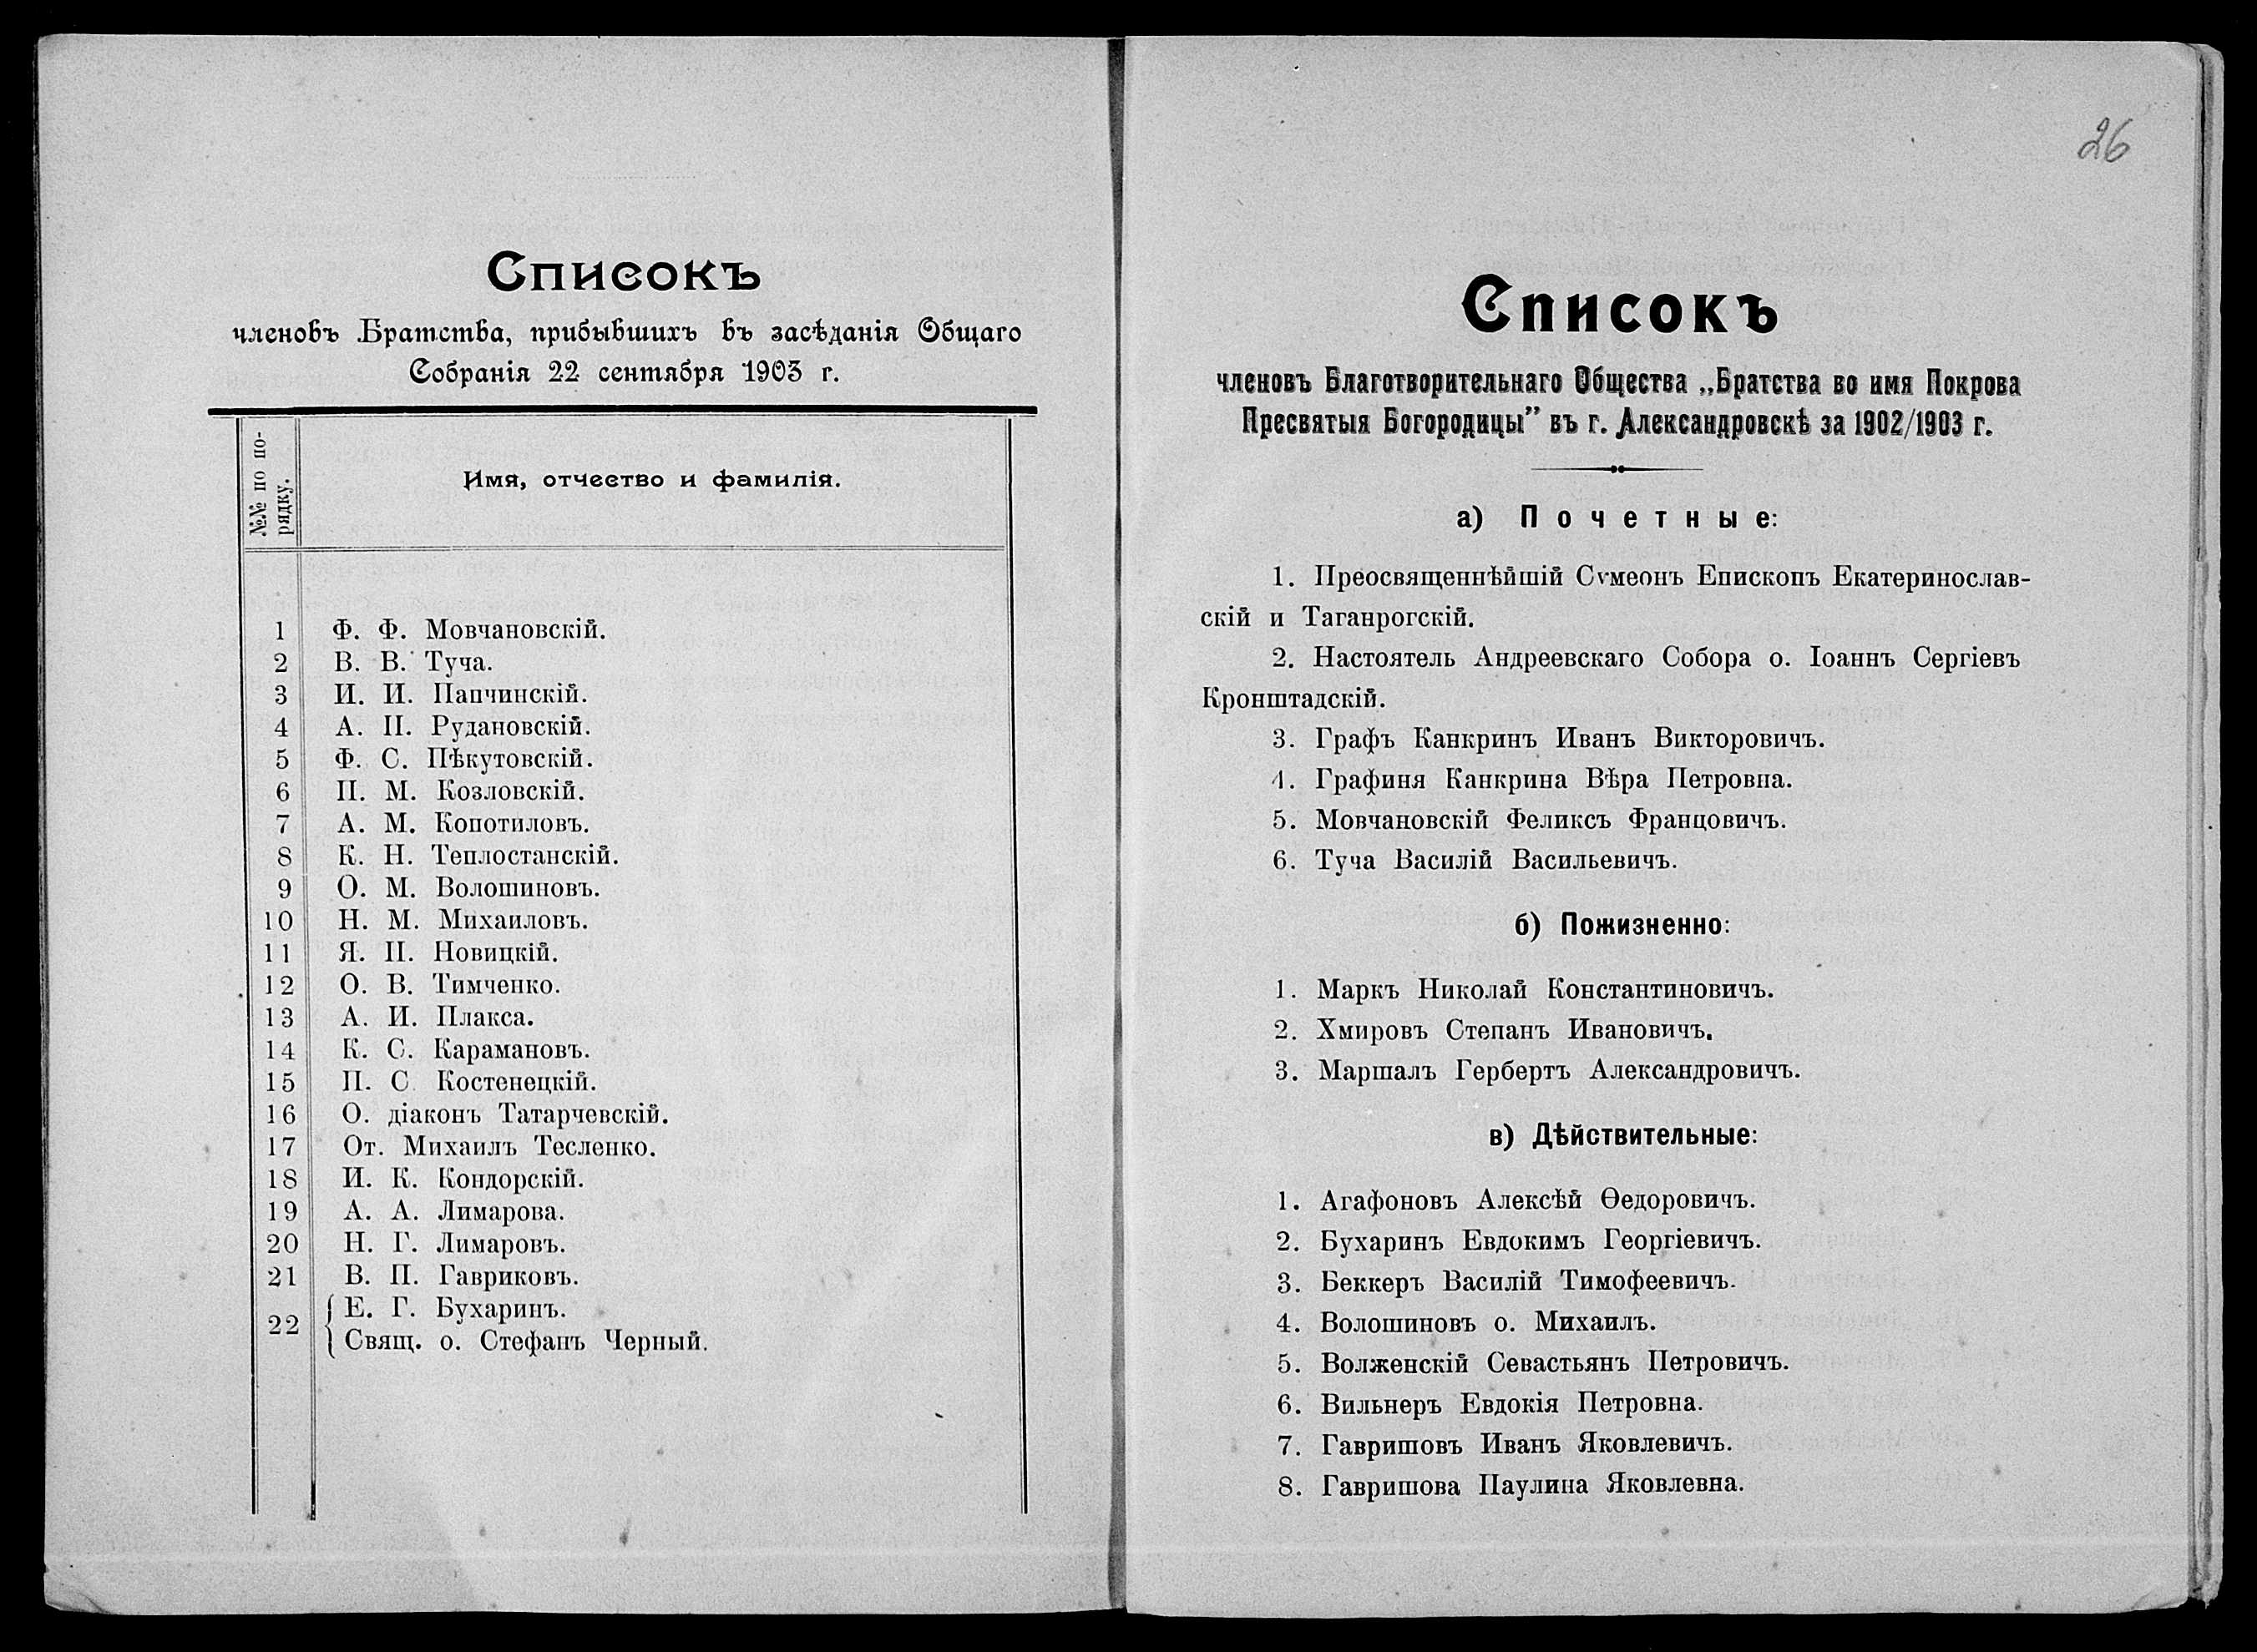 Списокъ
членовъ Братства, прибывшихъ въ засѣданія Общаго
Собранія 22 сентября 1903 г.
№№ по по-
рядку.
Имя, отчество и фамилія.
1 Ф. Ф. Мовчановскій.
2 В. В. Туча.
3 И. И. Папчинскій.
4 А. П. Рудановскій.
5 Ф. С. Пѣкутовскій.
6 П. М. Козловскій.
7 А. М. Копотиловъ.
8 К. Н. Теплостанскій.
9 О. М. Волошиновъ.
10 Н. М. Михаиловъ.
11 Я. П. Новицкій.
12 О. В. Тимченко.
13 А. И. Плакса.
14 К. С. Карамановъ.
15 П. С. Костенецкій.
16 О. діаконъ Татарчевскій.
17 От. Михаилъ Тесленко.
18 И. К. Кондорскій.
19 А. А. Лимарова.
20 Н. Г. Лимаровъ.
21 В. П. Гавриковъ.
22 { Е. Г. Бухаринъ.
Свящ. о. Стефанъ Черный.
26
Списокъ
членовъ Благотворительнаго Общества „Братства во имя Покрова
Пресвятыя Богородицы” въ г. Александровскѣ за 1902/1903 г.
а) Почетные:
1. Преосвященнѣйшій Сѵмеонъ Епископъ Екатеринослав-
скій и Таганрогскій.
2. Настоятель Андреевскаго Собора о. Іоаннъ Сергіевъ
Кронштадскій.
3. Графъ Канкринъ Иванъ Викторовичъ.
4. Графиня Канкрина Вѣра Петровна.
5. Мовчановскій Феликсъ Францовичъ.
6. Туча Василій Васильевичъ.
б) Пожизненно:
1. Маркъ Николай Константиновичъ.
2. Хмировъ Степанъ Ивановичъ.
3. Маршалъ Гербертъ Александровичъ.
в) Дѣйствительные:
1. Агафоновъ Алексѣй Ѳедоровичъ.
2. Бухаринъ Евдокимъ Георгіевичъ.
3. Беккеръ Василій Тимофеевичъ.
4. Волошиновъ о. Михаилъ.
5. Волженскій Севастьянъ Петровичъ.
6. Вильнеръ Евдокія Петровна.
7. Гавришовъ Иванъ Яковлевичъ.
8. Гавришова Паулина Яковлевна.